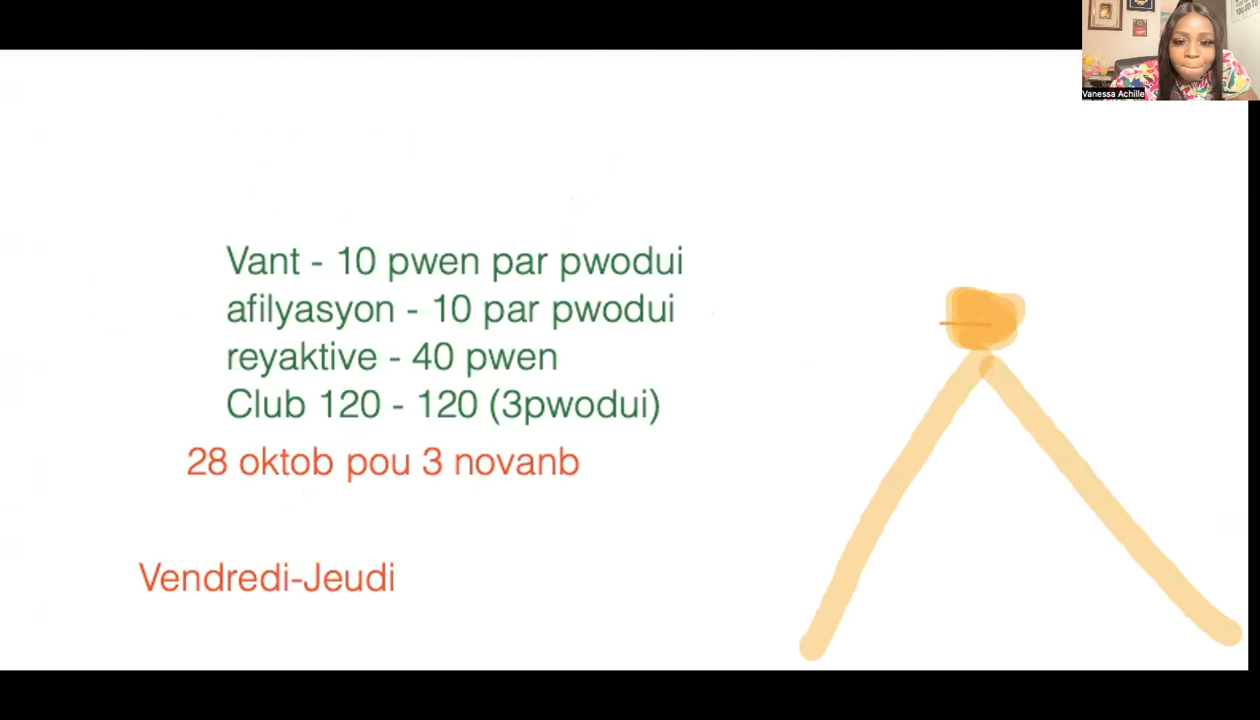 Vanessa Achille
Vant - 10 pwen par pwodui
afilyasyon - 10 par pwodui
reyaktive - 40 pwen
Club 120 - 120 (3pwodui)
28 oktob pou 3 novanb
Vendredi-Jeudi